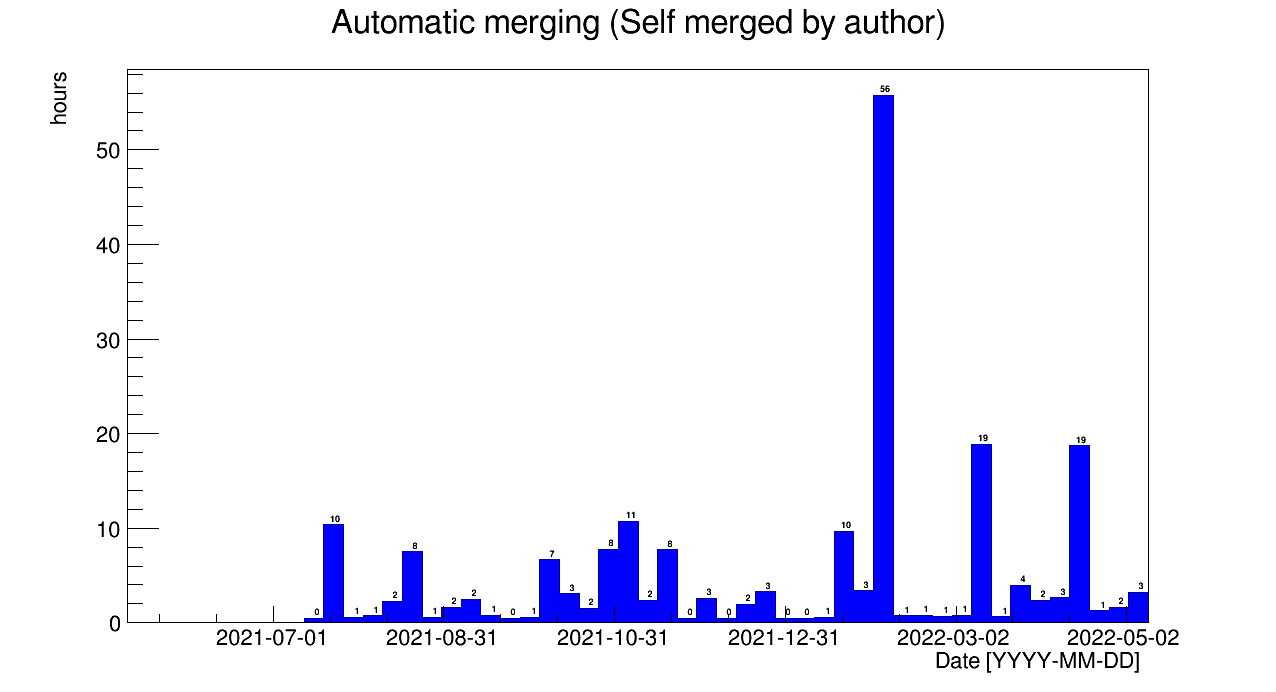 Automatic merging (Self merged by author)
hours
56
50
40
30
20
10
0
0 10 1 1 2 8 1 2 2 1 0 1 7 3 2 8 11 2 8 0 3 0 2 3 0 0 1 10 3 1 1 1 1 19 1 4 2 3 19 1 2 3
2021-07-01 2021-08-31 2021-10-31 2021-12-31 2022-03-02 2022-05-02
Date [YYYY-MM-DD]